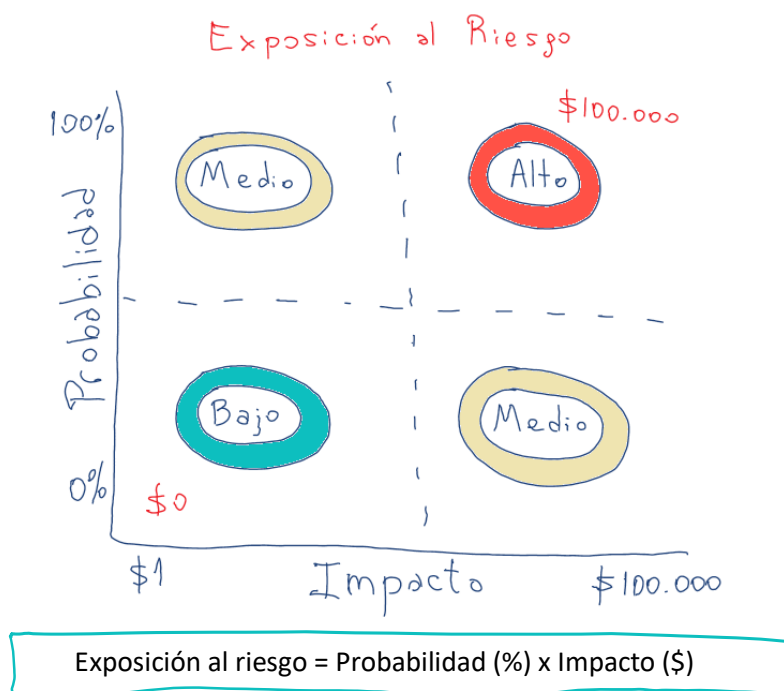 Exposición al Riesgo
$100.000
100%
Medio
Alto
Probabilidad
Bajo
Medio
0%
$0
$1
Impacto
$100.000
Exposición al riesgo = Probabilidad (%) x Impacto ($)